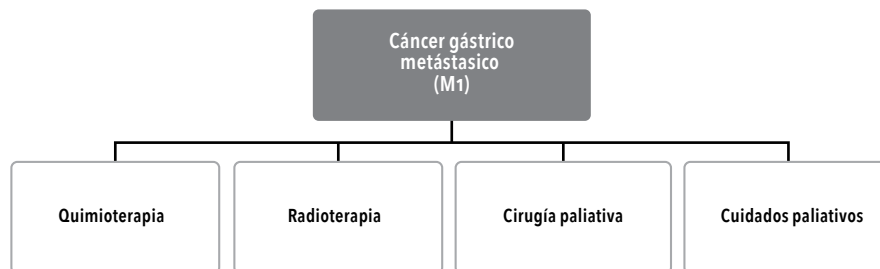 Cáncer gástrico
metástasico
(M1)
Quimioterapia
Radioterapia
Cirugía paliativa
Cuidados paliativos